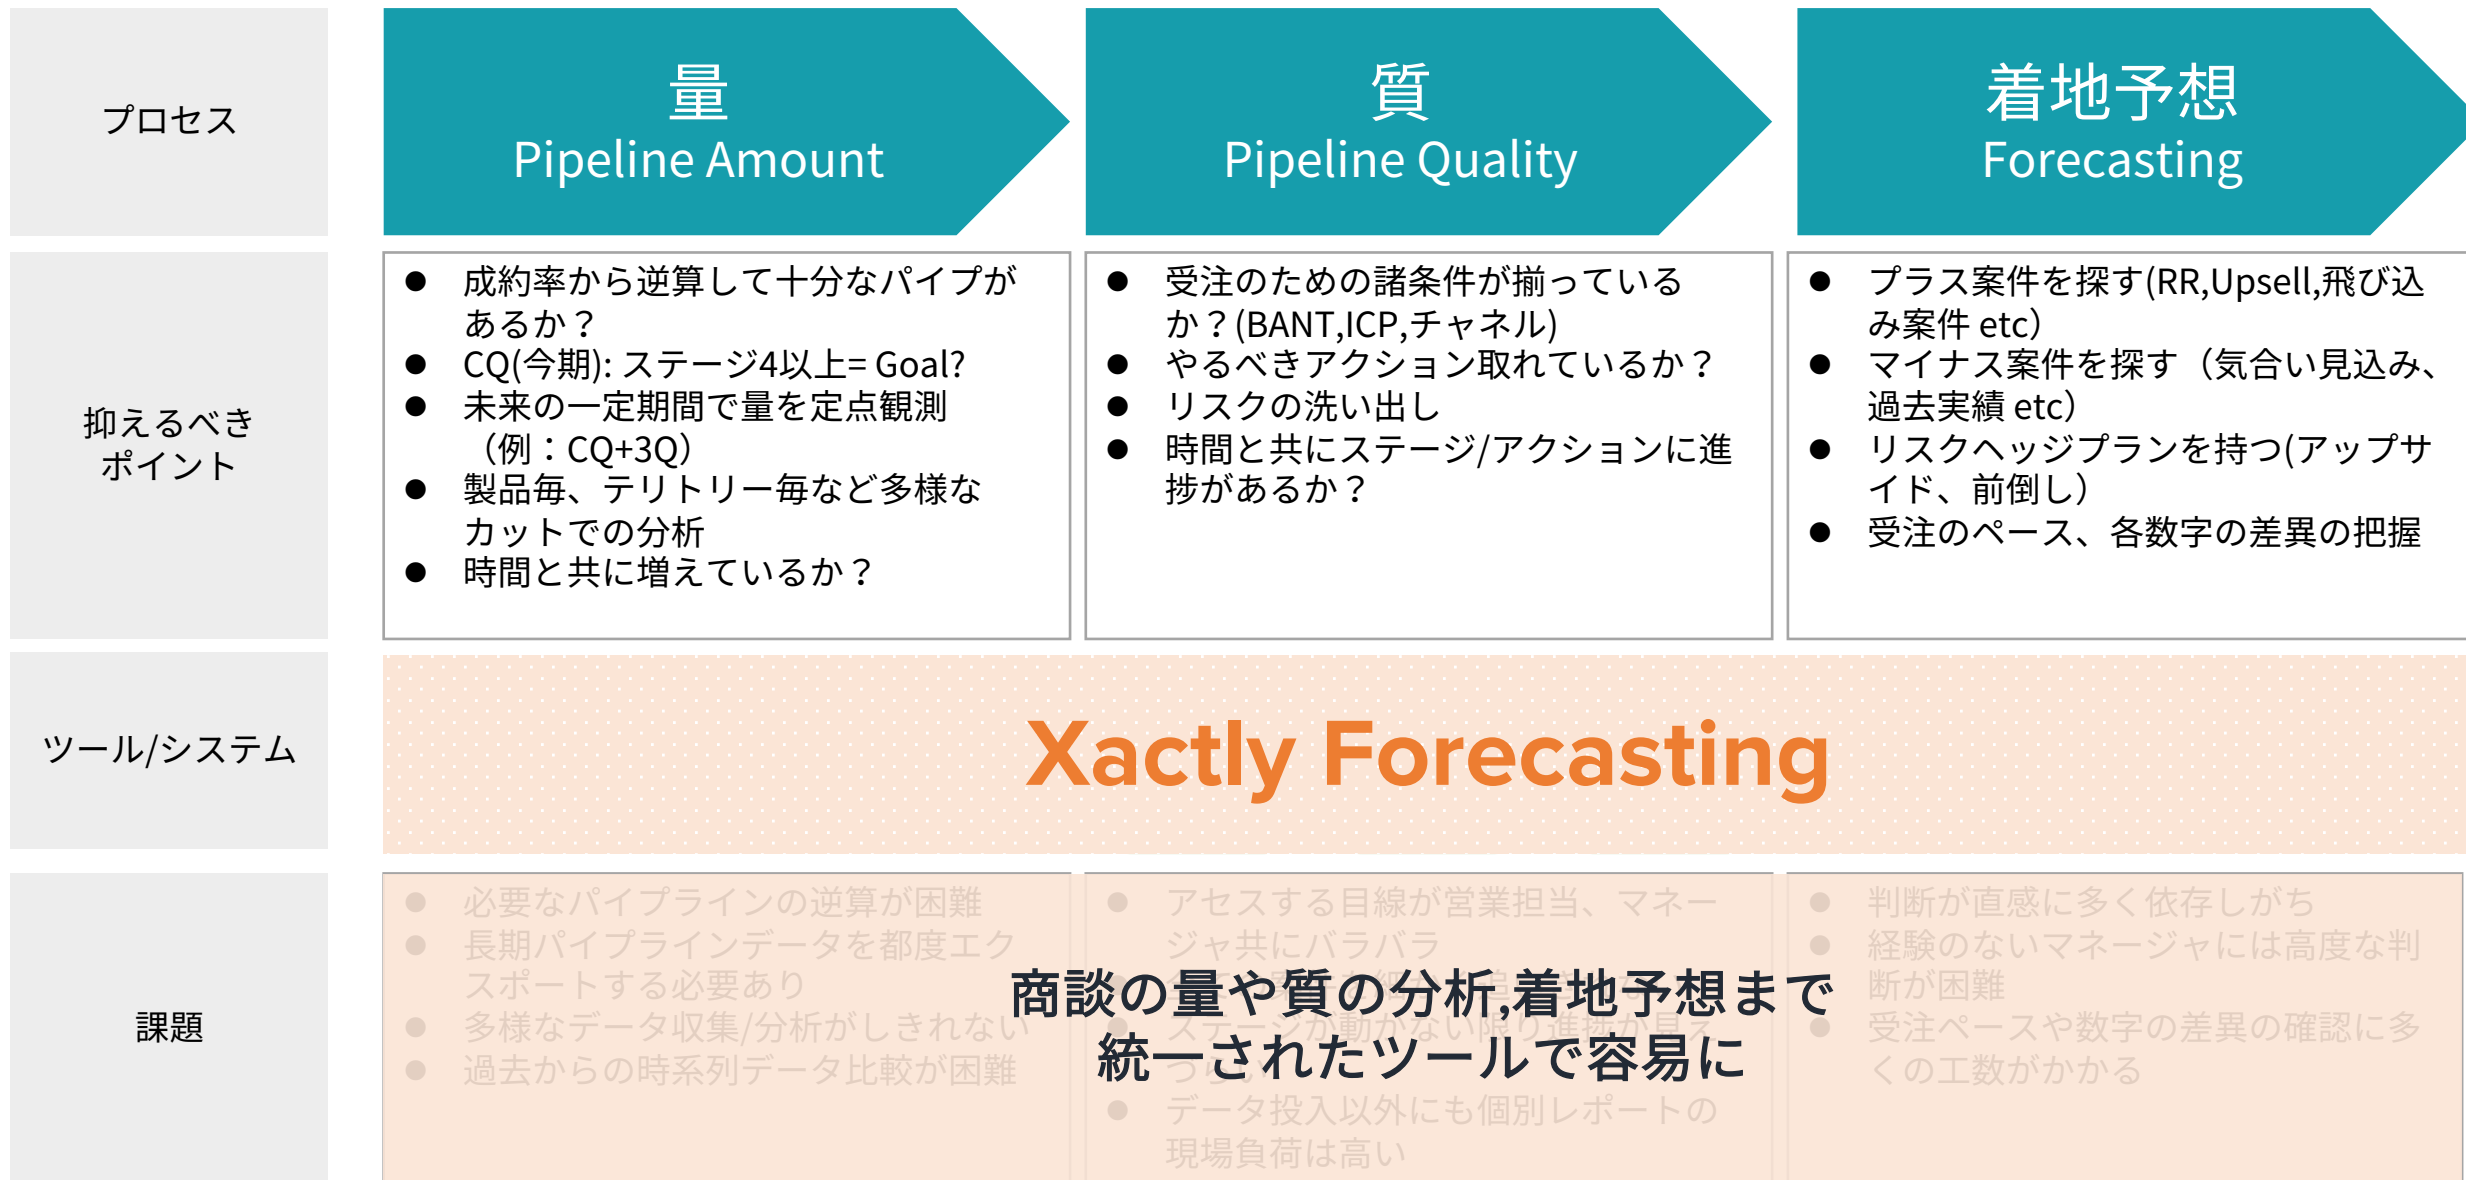 プロセス
量
Pipeline Amount
質
Pipeline Quality
着地予想
Forecasting
抑えるべき
ポイント
● 成約率から逆算して十分なパイプが
あるか？
● CQ(今期): ステージ4以上= Goal?
● 未来の一定期間で量を定点観測
（例：CQ+3Q）
● 製品毎、テリトリー毎など多様な
カットでの分析
● 時間と共に増えているか？
● 受注のための諸条件が揃っている
か？(BANT,ICP,チャネル)
● やるべきアクション取れているか？
● リスクの洗い出し
● 時間と共にステージ/アクションに進
捗があるか？
● プラス案件を探す(RR,Upsell,飛び込
み案件 etc）
● マイナス案件を探す（気合い見込み、
過去実績 etc）
● リスクヘッジプランを持つ(アップサ
イド、前倒し）
● 受注のペース、各数字の差異の把握
ツール/システム
Xactly Forecasting
課題
● 必要なパイプラインの逆算が困難
● 長期パイプラインデータを都度エク
スポートする必要あり
● 多様なデータ収集/分析がしきれない
● 過去からの時系列データ比較が困難
● アセスする目線が営業担当、マネー
ジャ共にバラバラ
● ステージが動かない限り進捗が見え
づらい
● データ投入以外にも個別レポートの
現場負荷は高い
● 判断が直感に多く依存しがち
● 経験のないマネージャには高度な判
断が困難
● 受注ペースや数字の差異の確認に多
くの工数がかかる
商談の量や質の分析,着地予想まで
統一されたツールで容易に